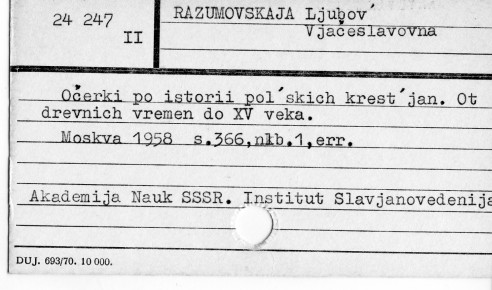 24 247
II
RAZUMOVSKAJA Ljubov´
Vjačeslavovna
Očerki po istorii pol´skich krest´jan. Ot
drevnich vremen do XV veka.
Moskva 1958 s.366,nlb.1,err.
Akademija Nauk SSSR. Institut Slavjanovedenija
DUJ. 693/70. 10 000.